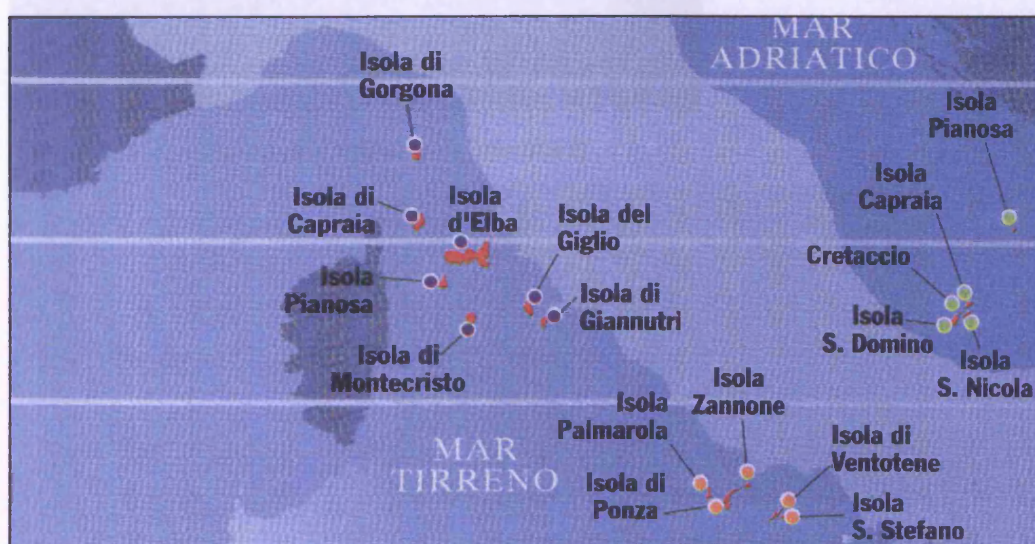 MAR
ADRIATICO
Isola di
Gorgona
Isola
Pianosa
Isola
Capraia
Isola di
Capraia
Isola
d'Elba
Isola del
Giglio
Cretaccio
Isola
Pianosa
Isola di
Giannutri
Isola
S. Domino
Isola di
Montecristo
Isola
S. Nicola
Isola
Zannone
Isola
Palmarola
MAR
TIRRENO
Isola di
Ventotene
Isola di
Ponza
Isola
S. Stefano